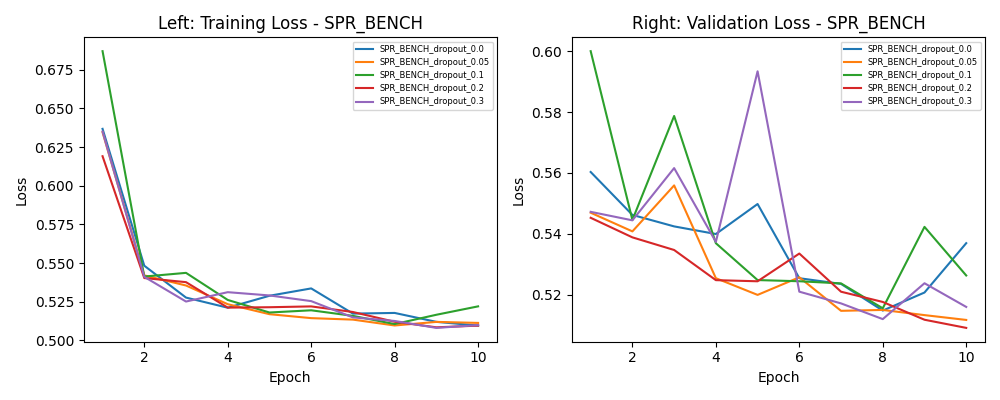 Left: Training Loss - SPR_BENCH
SPR_BENCH_dropout_0.0
SPR_BENCH_dropout_0.05
SPR_BENCH_dropout_0.1
SPR_BENCH_dropout_0.2
SPR_BENCH_dropout_0.3
0.675
0.650
0.625
0.600
0.575
0.550
0.525
0.500
Loss
2 4 6 8 10
Epoch
Right: Validation Loss - SPR_BENCH
SPR_BENCH_dropout_0.0
SPR_BENCH_dropout_0.05
SPR_BENCH_dropout_0.1
SPR_BENCH_dropout_0.2
SPR_BENCH_dropout_0.3
0.60
0.58
0.56
0.54
0.52
Loss
2 4 6 8 10
Epoch